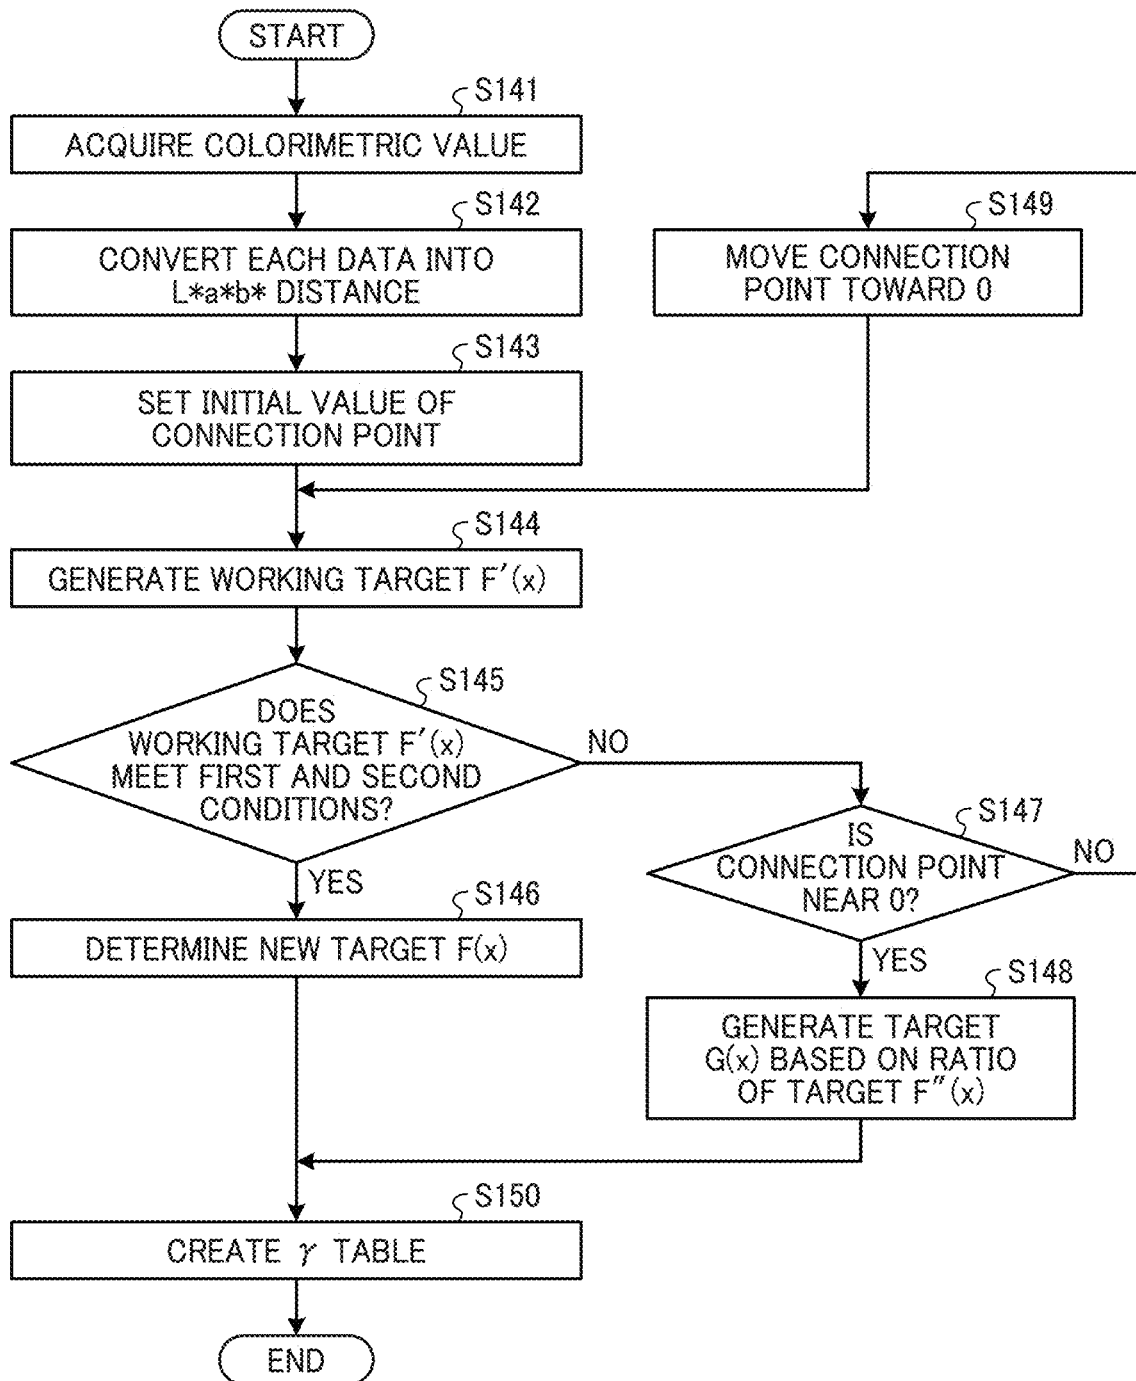 START
S141
ACQUIRE COLORIMETRIC VALUE
S142
CONVERT EACH DATA INTO
L*a*b* DISTANCE
S149
MOVE CONNECTION
POINT TOWARD 0
S143
SET INITIAL VALUE OF
CONNECTION POINT
S144
GENERATE WORKING TARGET F'(x)
S145
DOES
WORKING TARGET F'(x)
MEET FIRST AND SECOND
CONDITIONS?
NO
YES
S147
IS
CONNECTION POINT
NEAR 0?
NO
YES
S146
DETERMINE NEW TARGET F(x)
S148
GENERATE TARGET
G(x) BASED ON RATIO
OF TARGET F"(x)
S150
CREATE γ TABLE
END